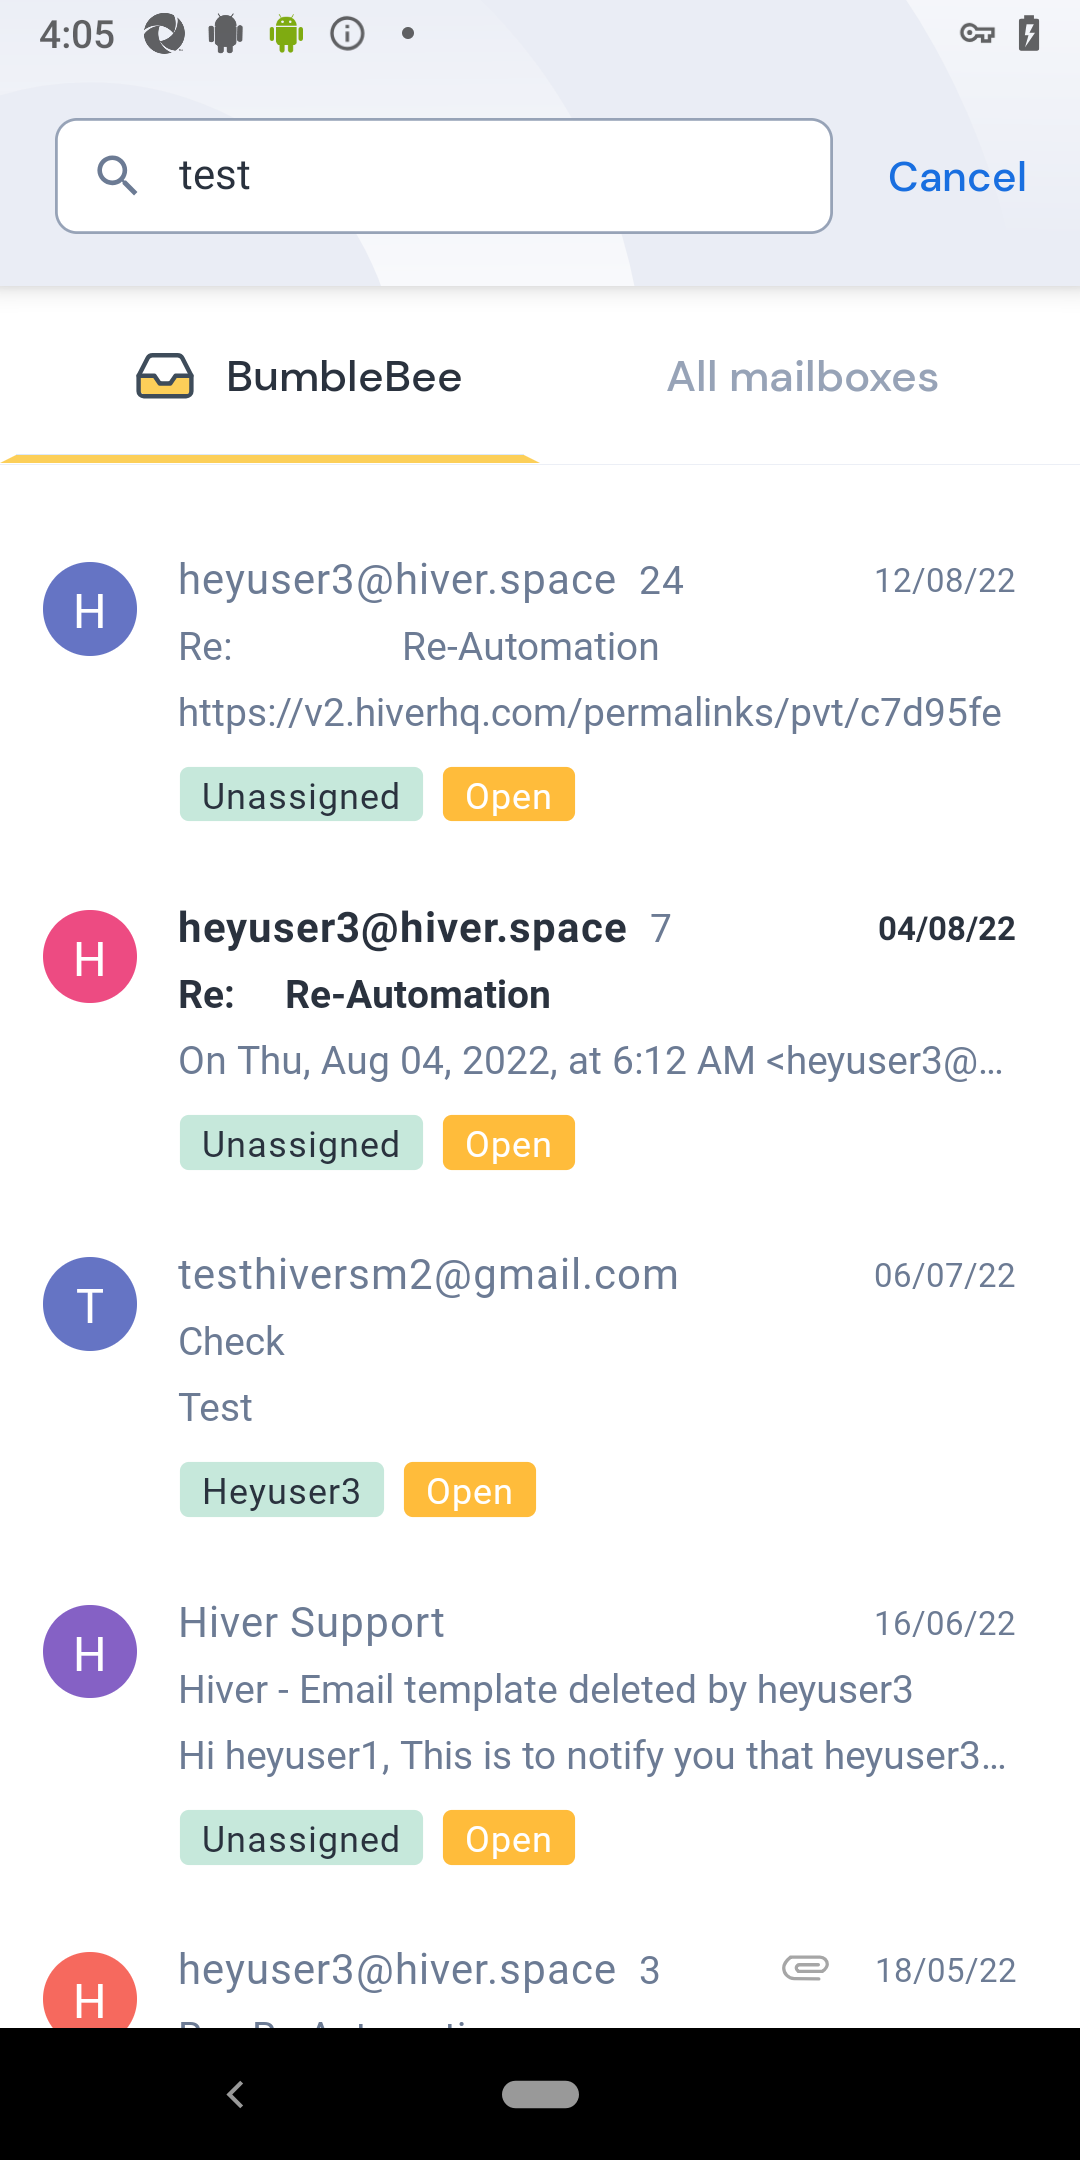 4:05
test
Cancel
BumbleBee
All mailboxes
H
heyuser3@hiver.space 24
12/08/22
Re: Re-Automation
https://v2.hiverhq.com/permalinks/pvt/c7d95fe
Unassigned
Open
H
heyuser3@hiver.space 7
04/08/22
Re: Re-Automation
On Thu, Aug 04, 2022, at 6:12 AM <heyuser3@…
Unassigned
Open
T
testhiversm2@gmail.com
06/07/22
Check
Test
Heyuser3
Open
H
Hiver Support
16/06/22
Hiver - Email template deleted by heyuser3
Hi heyuser1, This is to notify you that heyuser3…
Unassigned
Open
H
heyuser3@hiver.space 3
18/05/22